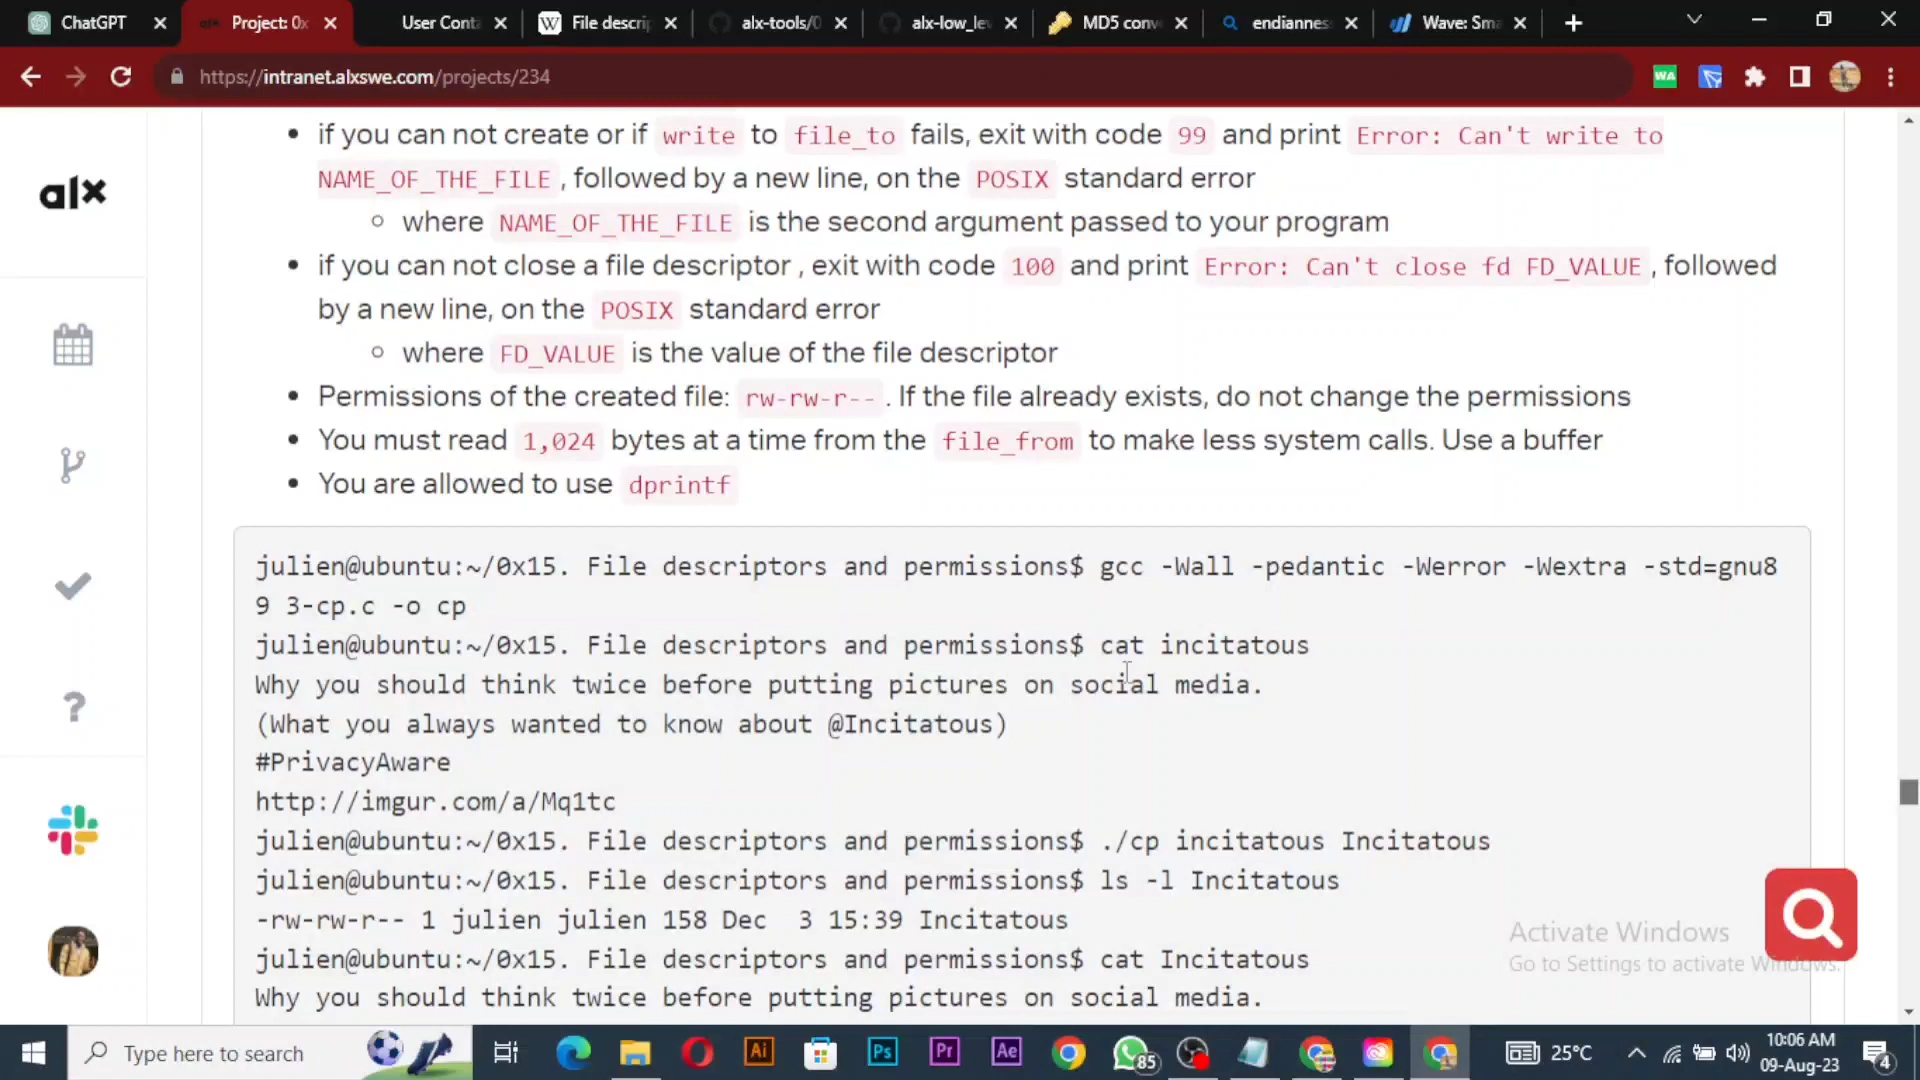 ChatGPT
Project: 0x
User Conta
File descrip
alx-tools/0
alx-low_lev
MD5 conv
endiannes
Wave: Sma
https://intranet.alxswe.com/projects/234
WA
alx
if you can not create or if write to file_to fails, exit with code 99 and print Error: Can't write to
NAME_OF_THE_FILE , followed by a new line, on the POSIX standard error
where NAME_OF_THE_FILE is the second argument passed to your program
if you can not close a file descriptor , exit with code 100 and print Error: Can't close fd FD_VALUE , followed
by a new line, on the POSIX standard error
where FD_VALUE is the value of the file descriptor
Permissions of the created file: rw-rw-r-- . If the file already exists, do not change the permissions
You must read 1,024 bytes at a time from the file_from to make less system calls. Use a buffer
You are allowed to use dprintf
julien@ubuntu:~/0x15. File descriptors and permissions$ gcc -Wall -pedantic -Werror -Wextra -std=gnu8
9 3-cp.c -o cp
julien@ubuntu:~/0x15. File descriptors and permissions$ cat incitatous
Why you should think twice before putting pictures on social media.
(What you always wanted to know about @Incitatous)
#PrivacyAware
http://imgur.com/a/Mq1tc
julien@ubuntu:~/0x15. File descriptors and permissions$ ./cp incitatous Incitatous
julien@ubuntu:~/0x15. File descriptors and permissions$ ls -l Incitatous
-rw-rw-r-- 1 julien julien 158 Dec  3 15:39 Incitatous
julien@ubuntu:~/0x15. File descriptors and permissions$ cat Incitatous
Why you should think twice before putting pictures on social media.
Activate Windows
Go to Settings to activate Windows.
Type here to search
Ai
Ps
Pr
Ae
85
25°C
10:06 AM
09-Aug-23
4